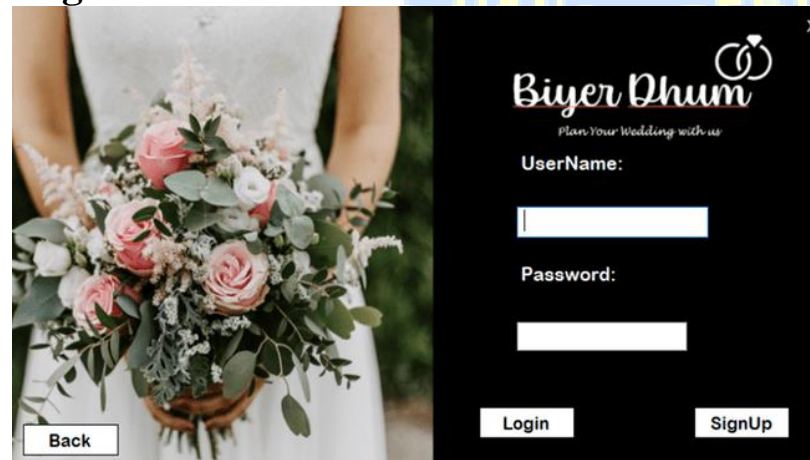 Biyer Dhum
Plan Your Wedding with us
UserName:
Password:
Login
SignUp
Back